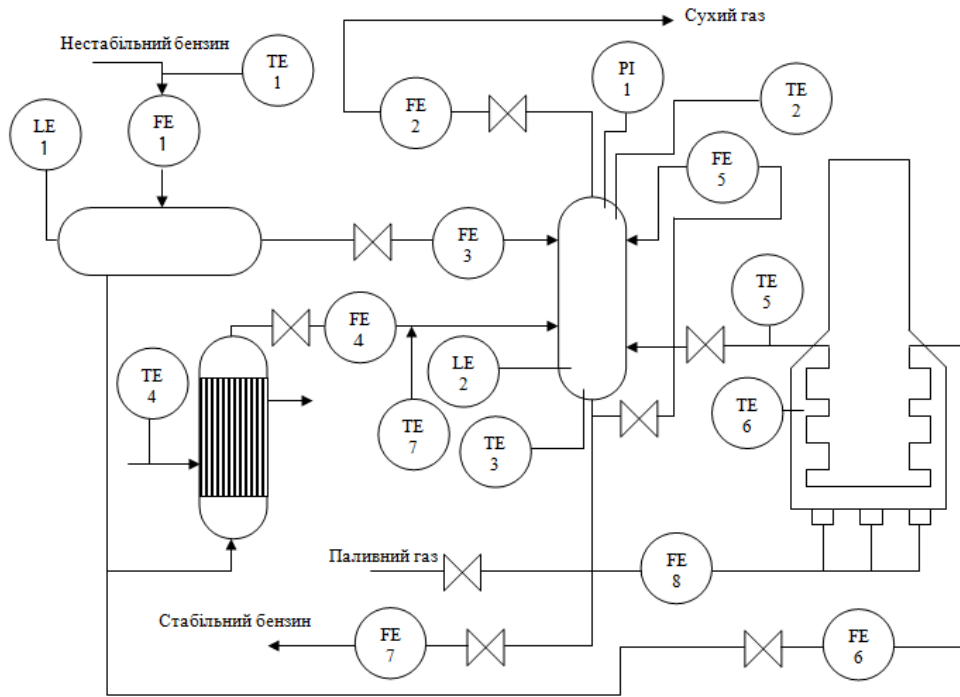 Сухий газ
Нестабільний бензин
TE
1
PI
1
TE
2
FE
2
LE
1
FE
1
FE
5
FE
3
TE
5
FE
4
LE
2
TE
4
TE
6
TE
7
TE
3
Паливний газ
FE
8
Стабільний бензин
FE
7
FE
6